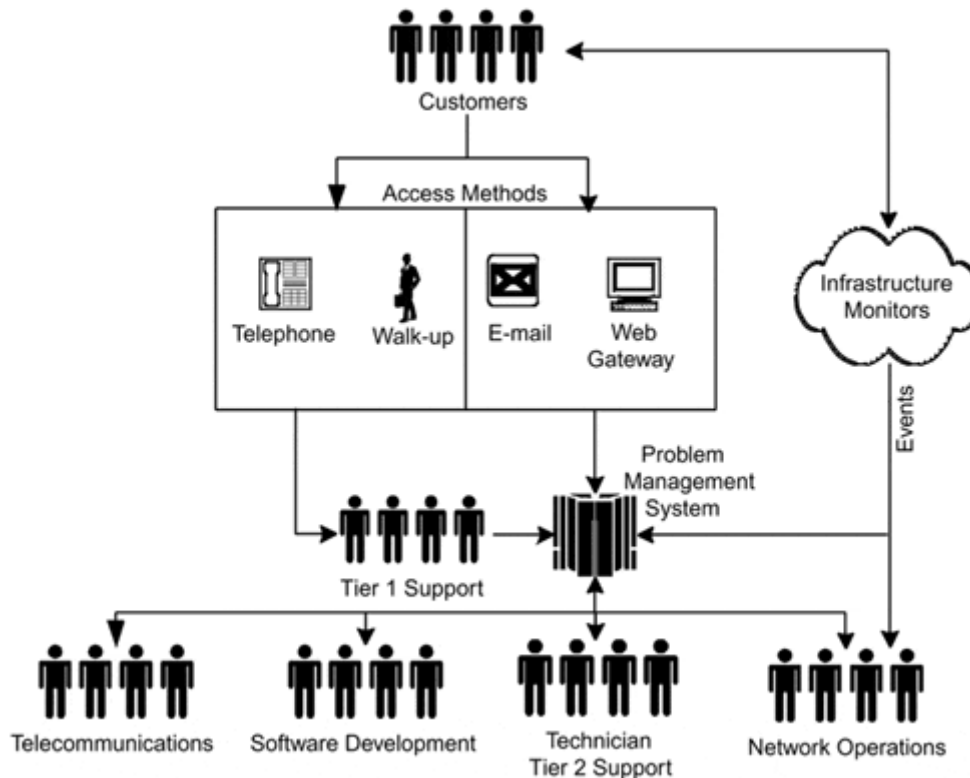 Customers
Access Methods
Telephone
Walk-up
E-mail
Web
Gateway
Infrastructure
Monitors
Events
Problem
Management
System
Tier 1 Support
Telecommunications
Software Development
Technician
Tier 2 Support
Network Operations